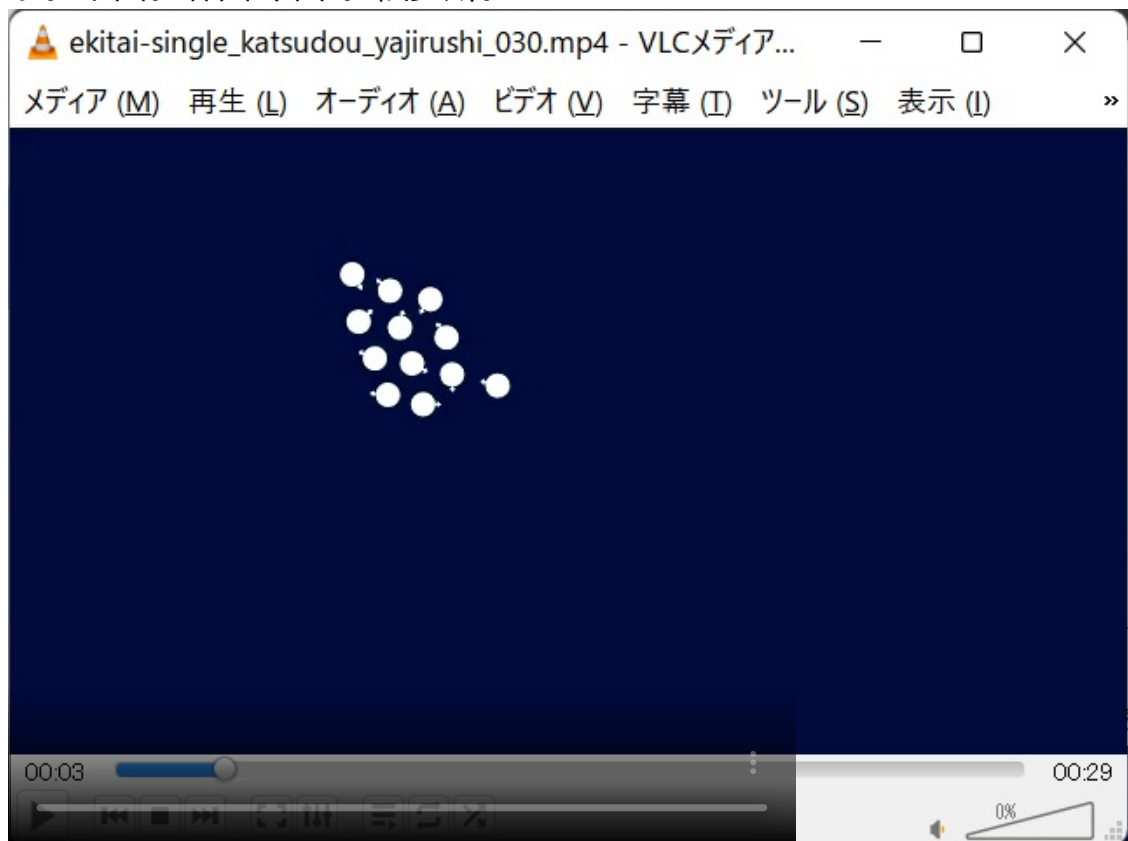 ekitai-single_katsudou_yajirushi_030.mp4 - VLCメディア...
メディア (M) 再生 (L) オーディオ (A) ビデオ (V) 字幕 (T) ツール (S) 表示 (I) »
00:03 00:29
0%